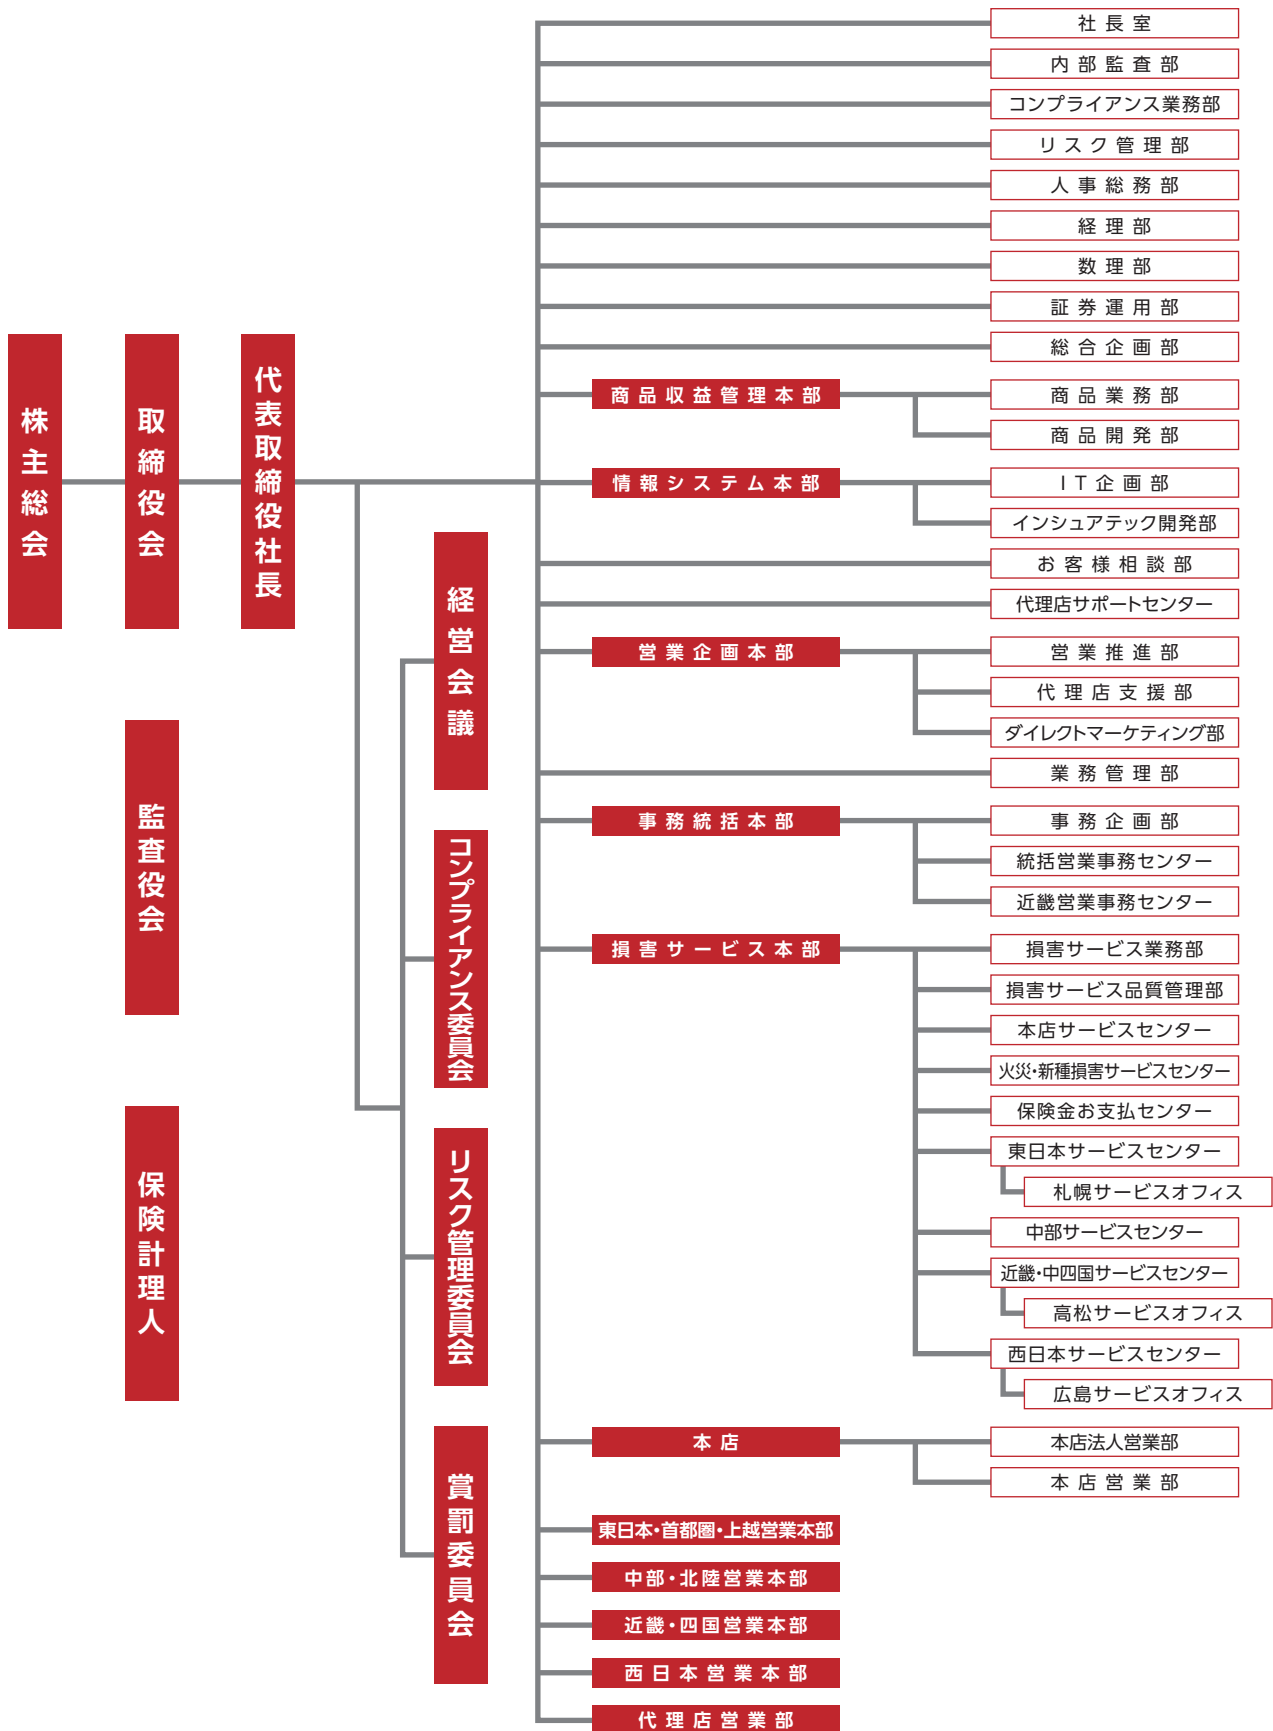 株主総会
取締役会
代表取締役社長
監査役会
保険計理人
経営会議
コンプライアンス委員会
リスク管理委員会
賞罰委員会
社長室
内部監査部
コンプライアンス業務部
リスク管理部
人事総務部
経理部
数理部
証券運用部
総合企画部
商品収益管理本部
商品業務部
商品開発部
情報システム本部
IT企画部
インシュアテック開発部
お客様相談部
代理店サポートセンター
営業企画本部
営業推進部
代理店支援部
ダイレクトマーケティング部
業務管理部
事務統括本部
事務企画部
統括営業事務センター
近畿営業事務センター
損害サービス本部
損害サービス業務部
損害サービス品質管理部
本店サービスセンター
火災・新種損害サービスセンター
保険金お支払センター
東日本サービスセンター
札幌サービスオフィス
中部サービスセンター
近畿・中四国サービスセンター
高松サービスオフィス
西日本サービスセンター
広島サービスオフィス
本店
本店法人営業部
本店営業部
東日本・首都圏・上越営業本部
中部・北陸営業本部
近畿・四国営業本部
西日本営業本部
代理店営業部